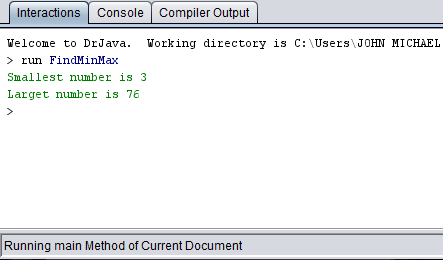 Interactions Console Compiler Output
Welcome to DrJava. Working directory is C:\Users\JOHN MICHAEL
> run FindMinMax
Smallest number is 3
Larget number is 76
>
Running main Method of Current Document